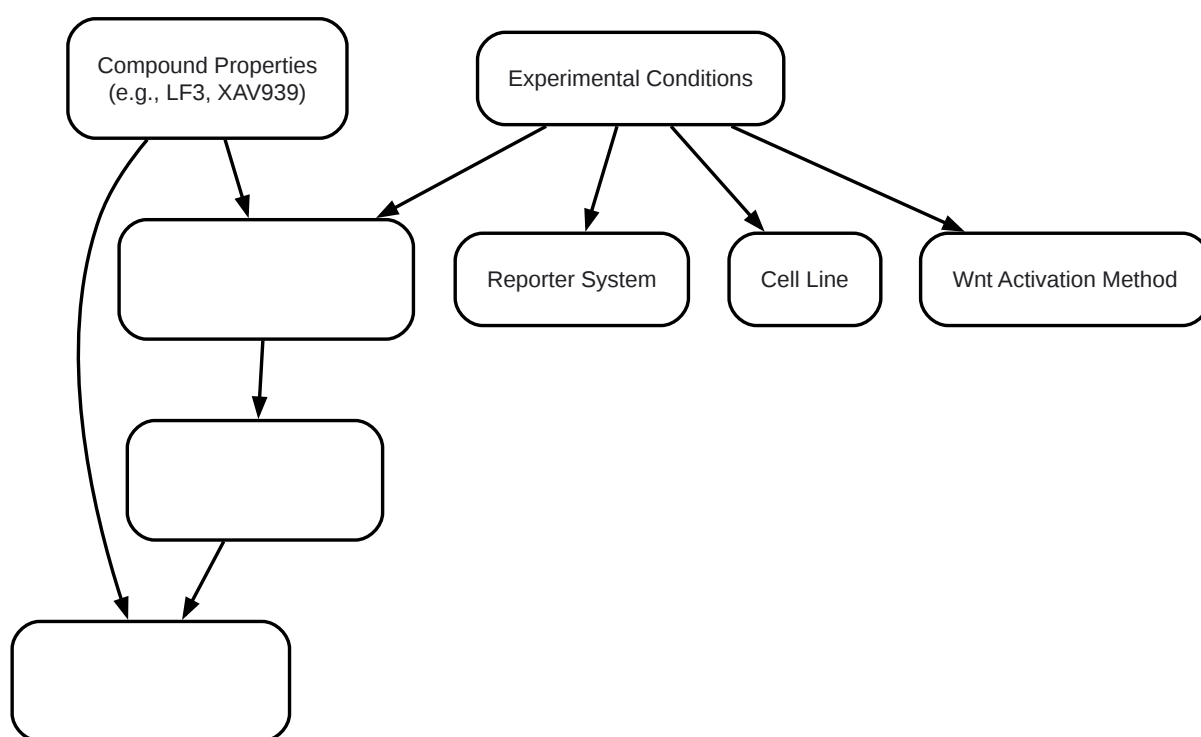 Compound Properties
(e.g., LF3, XAV939)
Experimental Conditions
Reporter System
Cell Line
Wnt Activation Method